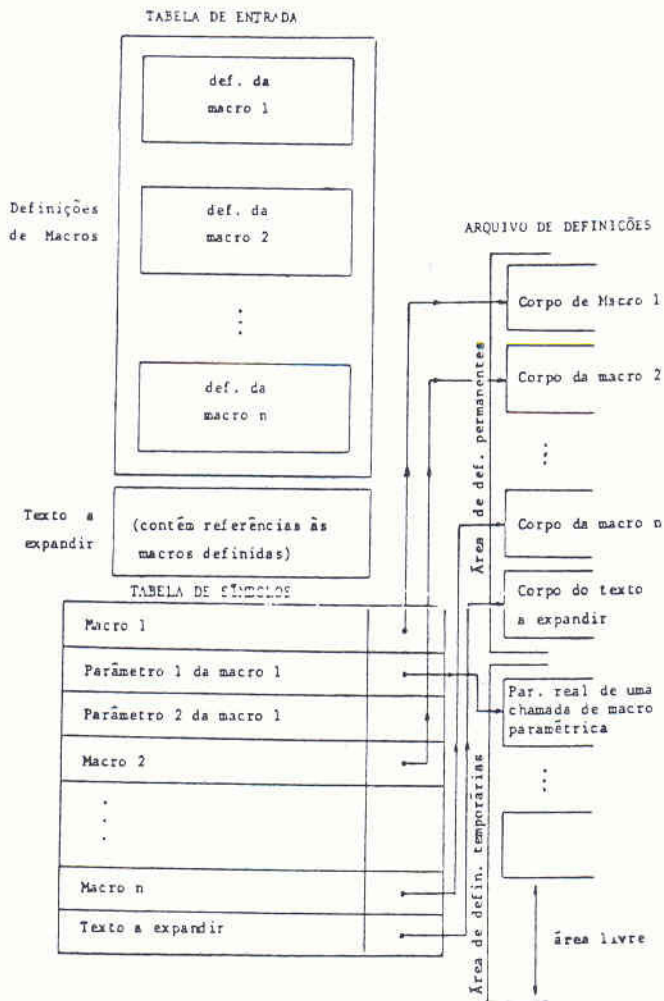 TABELA DE ENTRADA
def. da
macro 1
Definições
de Macros
def. da
macro 2
def. da
macro n
Texto a
expandir
(contém referências às
macros definidas)
TABELA DE SÍMBOLOS
Macro 1
Parâmetro 1 da macro 1
Parâmetro 2 da macro 1
Macro 2
Macro n
Texto a expandir
ARQUIVO DE DEFINICÕES
Área de def. permanentes
Corpo de Macro 1
Corpo da macro 2
Corpo da macro n
Corpo do texto
a expandir
Área de defin. temporárias
Par. real de uma
chamada de macro
paramétrica
área livre